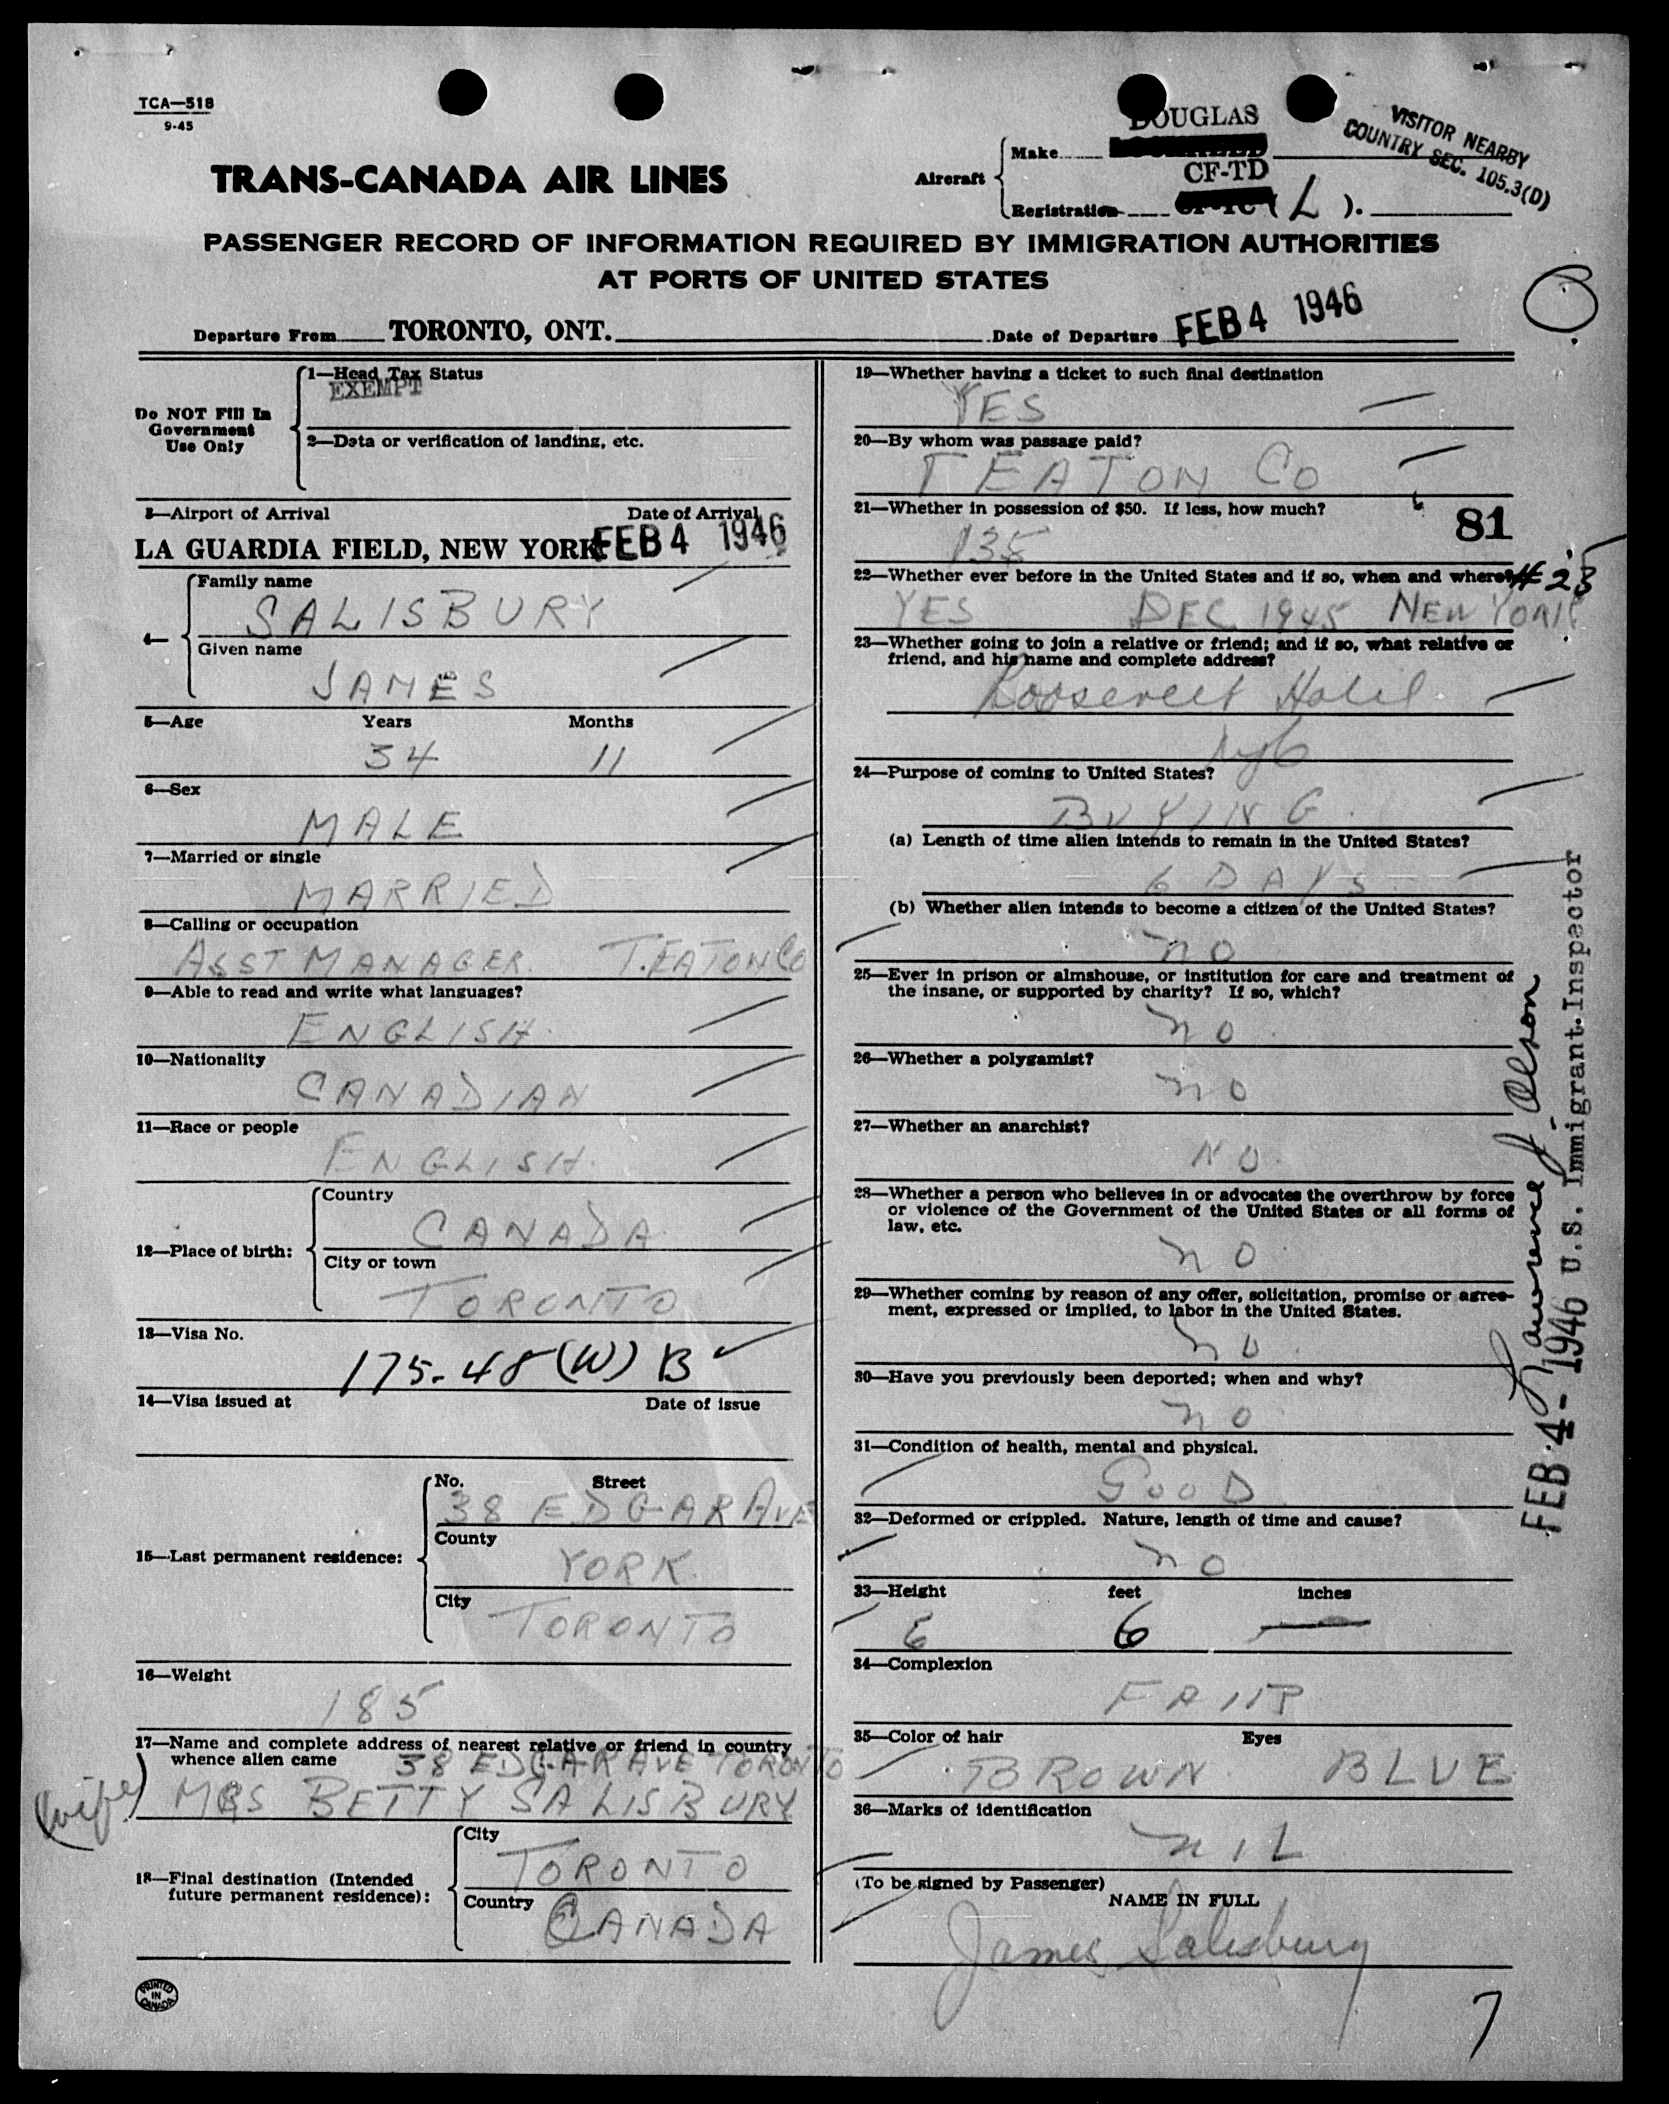 TCA—518
9-45
DOUGLAS
VISITOR NEARBY
COUNTRY SEC. 105.3(D)
Aircraft
Make
CF-TD
Registration (L).
TRANS-CANADA AIR LINES
PASSENGER RECORD OF INFORMATION REQUIRED BY IMMIGRATION AUTHORITIES
AT PORTS OF UNITED STATES
Departure From TORONTO, ONT. Date of Departure FEB 4 1946
Do NOT Fill In
Government
Use Only
1—Head Tax Status
EXEMPT
2—Data or verification of landing, etc.
3—Airport of Arrival Date of Arrival
LA GUARDIA FIELD, NEW YORK FEB 4 1946
4—
Family name
SALISBURY
Given name
JAMES
5—Age Years Months
34 11
6—Sex
MALE
7—Married or single
MARRIED
8—Calling or occupation
ASST MANAGER. T. EATON CO
9—Able to read and write what languages?
ENGLISH.
10—Nationality
CANADIAN
11—Race or people
ENGLISH.
12—Place of birth:
Country
CANADA
City or town
TORONTO
13—Visa No.
175-48 (W) B
14—Visa issued at Date of issue
15—Last permanent residence:
No. Street
38 EDGAR AVE
County
YORK.
City
TORONTO
16—Weight
185
17—Name and complete address of nearest relative or friend in country
whence alien came 38 EDGAR AVE TORONTO
(wife) MRS BETTY SALISBURY
18—Final destination (Intended
future permanent residence):
City
TORONTO
Country
CANADA
PRINTED
IN
CANADA
19—Whether having a ticket to such final destination
YES
20—By whom was passage paid?
T EATON CO
21—Whether in possession of $50. If less, how much?
135
81
22—Whether ever before in the United States and if so, when and where? #23
YES DEC 1945 NEW YORK
23—Whether going to join a relative or friend; and if so, what relative or
friend, and his name and complete address?
Roosevelt Hotel
nyc
24—Purpose of coming to United States?
BUYING.
(a) Length of time alien intends to remain in the United States?
6 DAYS
(b) Whether alien intends to become a citizen of the United States?
NO
25—Ever in prison or almshouse, or institution for care and treatment of
the insane, or supported by charity? If so, which?
NO
26—Whether a polygamist?
NO
27—Whether an anarchist?
NO.
28—Whether a person who believes in or advocates the overthrow by force
or violence of the Government of the United States or all forms of
law, etc.
NO
29—Whether coming by reason of any offer, solicitation, promise or agree-
ment, expressed or implied, to labor in the United States.
NO
30—Have you previously been deported; when and why?
NO
31—Condition of health, mental and physical.
GOOD
32—Deformed or crippled. Nature, length of time and cause?
NO
33—Height feet inches
6 6 —
34—Complexion
FAIR
35—Color of hair Eyes
BROWN BLUE
36—Marks of identification
NIL
(To be signed by Passenger)
NAME IN FULL
James Salisbury
7
Lawrence J Olson
FEB 4- 1946 U.S. Immigrant Inspector